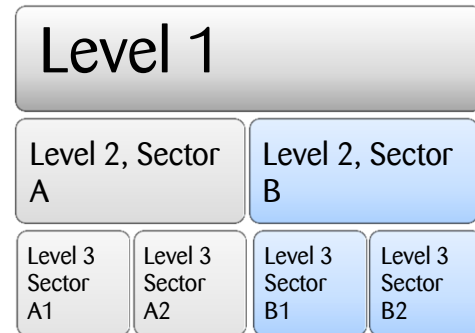 Level 1
Level 2, Sector
A
Level 2, Sector
B
Level 3
Sector
A1
Level 3
Sector
A2
Level 3
Sector
B1
Level 3
Sector
B2